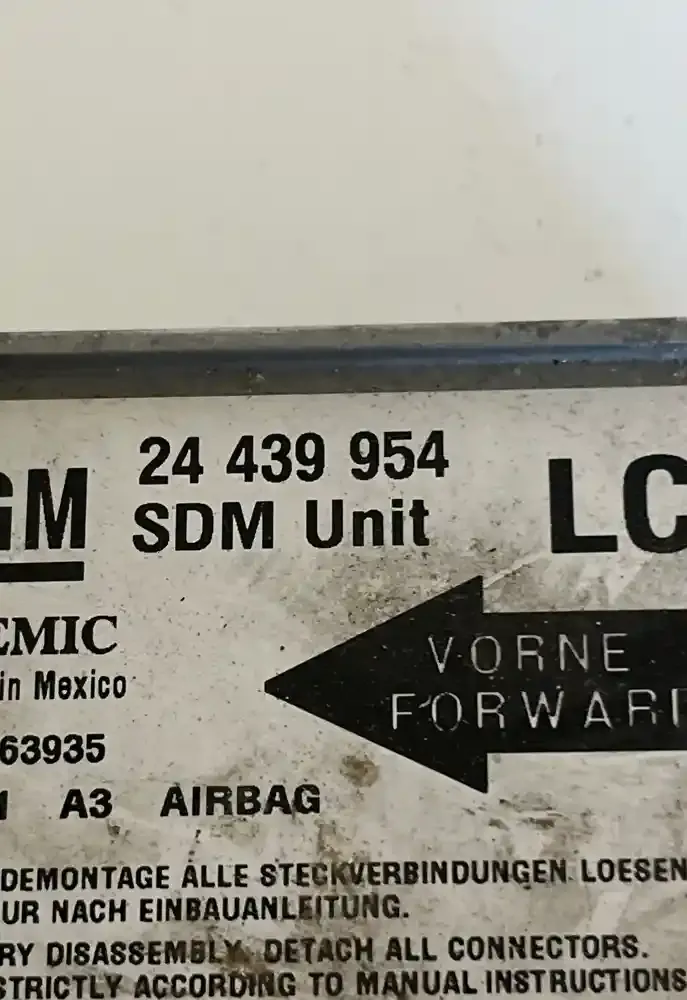 GM
24 439 954
SDM Unit
LC
EMIC
in Mexico
VORNE
FORWARD
63935
A3 AIRBAG
DEMONTAGE ALLE STECKVERBINDUNGEN LOESEN
UR NACH EINBAUANLEITUNG.
RY DISASSEMBLY, DETACH ALL CONNECTORS.
STRICTLY ACCORDING TO MANUAL INSTRUCTIONS